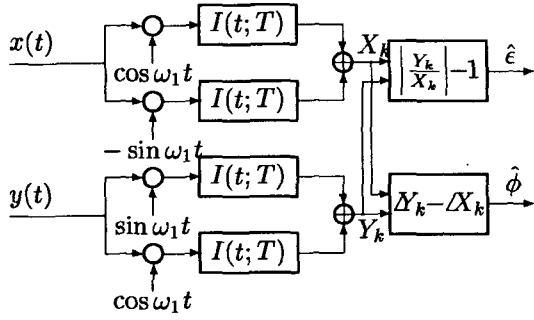 x(t)
I(t; T)
cos ω₁t
I(t; T)
X_k
|Y_k/X_k| −1
ε̂
− sin ω₁t
y(t)
I(t; T)
sin ω₁t
I(t; T)
Y_k
∠Y_k−∠X_k
φ̂
cos ω₁t